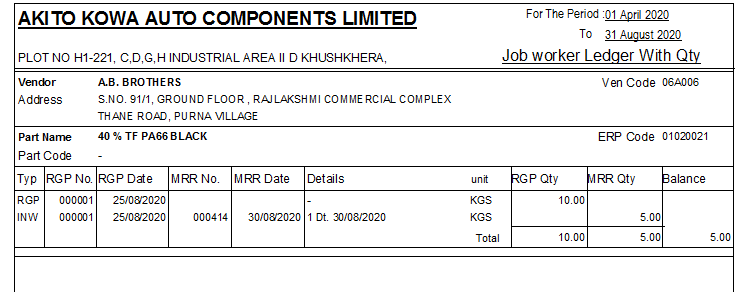 AKITO KOWA AUTO COMPONENTS LIMITED For The Period :01 April 2020
To 31 August 2020
PLOT NO H1-221, C,D,G,H INDUSTRIAL AREA II D KHUSHKHERA, Job worker Ledger With Qty
Vendor A.B. BROTHERS Ven Code 06A006
Address S.NO. 91/1, GROUND FLOOR , RAJLAKSHMI COMMERCIAL COMPLEX
THANE ROAD, PURNA VILLAGE
Part Name 40 % TF PA66 BLACK ERP Code 01020021
Part Code -
Typ RGP No. RGP Date MRR No. MRR Date Details unit RGP Qty MRR Qty Balance
RGP 000001 25/08/2020 - KGS 10.00
INW 000001 25/08/2020 000414 30/08/2020 1 Dt. 30/08/2020 KGS 5.00
Total 10.00 5.00 5.00